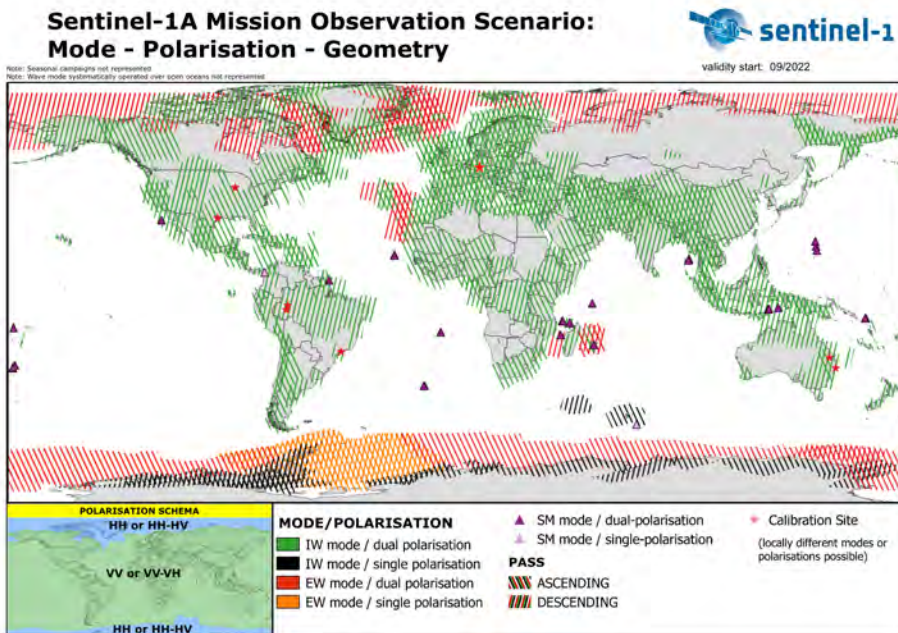 Sentinel-1A Mission Observation Scenario:
Mode - Polarisation - Geometry
sentinel-1
Note: Seasonal campaigns not represented
Note: Wave mode systematically operated over open oceans not represented
validity start: 09/2022
POLARISATION SCHEMA
HH or HH-HV
VV or VV-VH
HH or HH-HV
MODE/POLARISATION
IW mode / dual polarisation
IW mode / single polarisation
EW mode / dual polarisation
EW mode / single polarisation
SM mode / dual-polarisation
SM mode / single-polarisation
PASS
ASCENDING
DESCENDING
Calibration Site
(locally different modes or
polarisations possible)